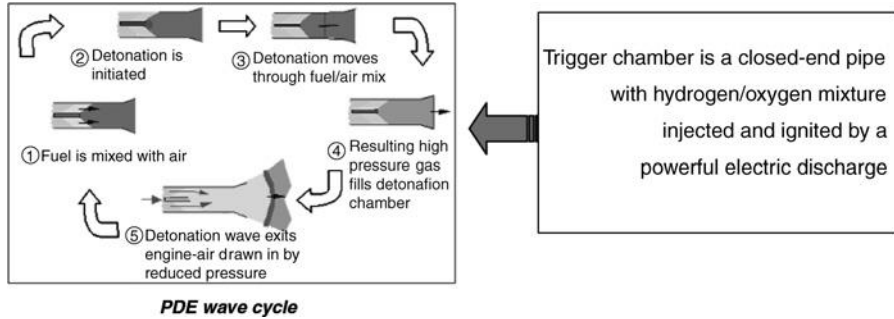 ② Detonation is
initiated
③ Detonation moves
through fuel/air mix
① Fuel is mixed with air
④ Resulting high
pressure gas
fills detonafion
chamber
⑤ Detonation wave exits
engine-air drawn in by
reduced pressure
PDE wave cycle
Trigger chamber is a closed-end pipe
with hydrogen/oxygen mixture
injected and ignited by a
powerful electric discharge